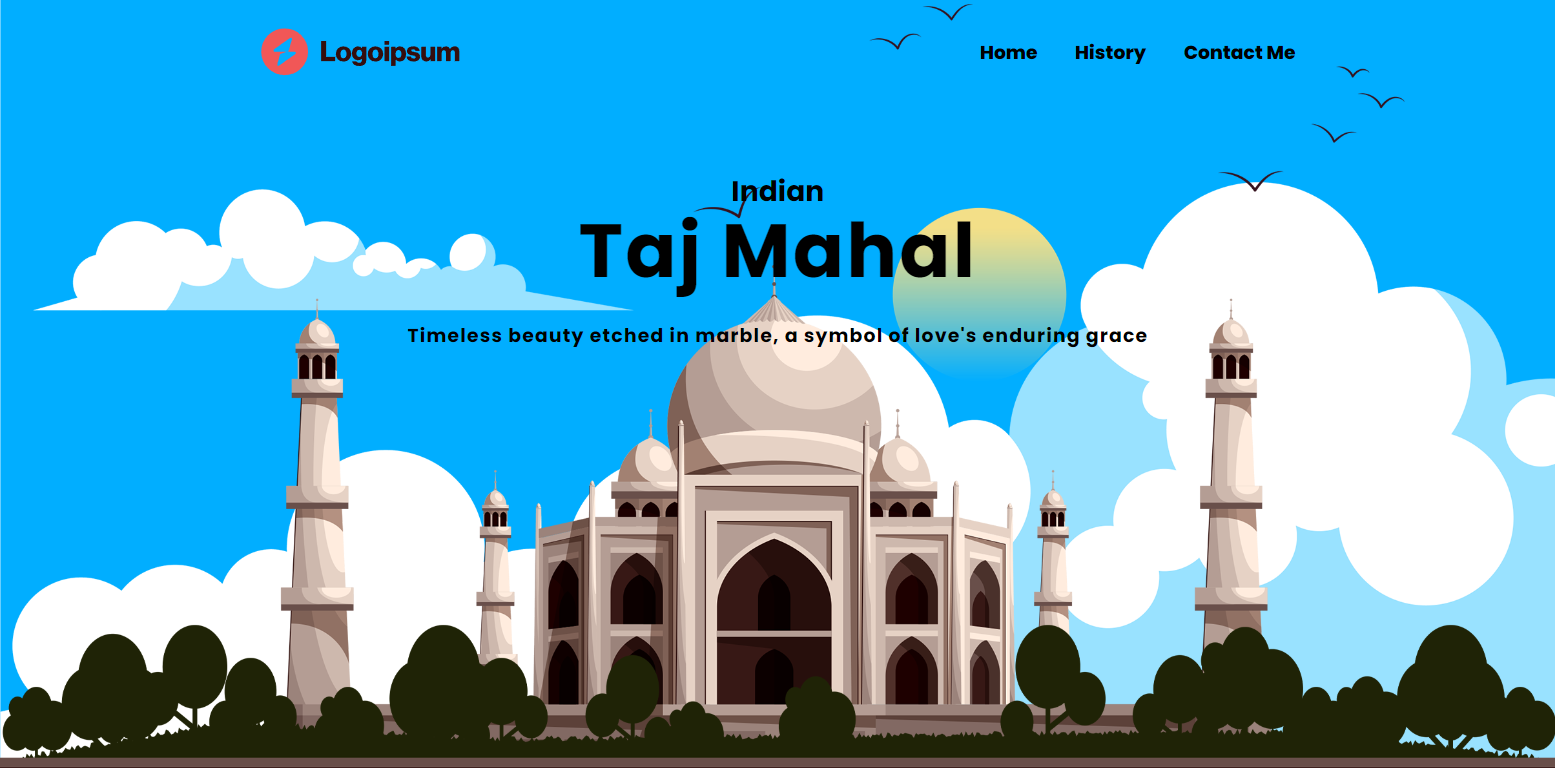 Logoipsum
Home History Contact Me
Indian
Taj Mahal
Timeless beauty etched in marble, a symbol of love's enduring grace